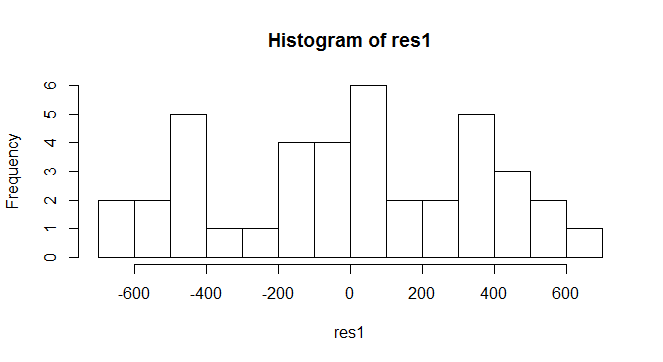 Histogram of res1
Frequency
0 1 2 3 4 5 6
-600 -400 -200 0 200 400 600
res1